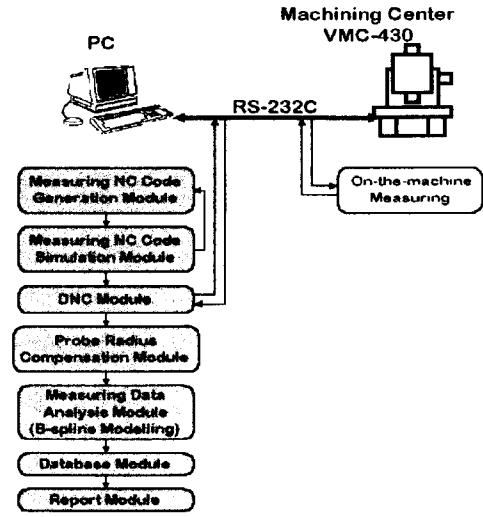 Machining Center
VMC-430
PC
RS-232C
Measuring NC Code
Generation Module
On-the-machine
Measuring
Measuring NC Code
Simulation Module
DNC Module
Probe Radius
Compensation Module
Measuring Data
Analysis Module
(B-spline Modelling)
Database Module
Report Module